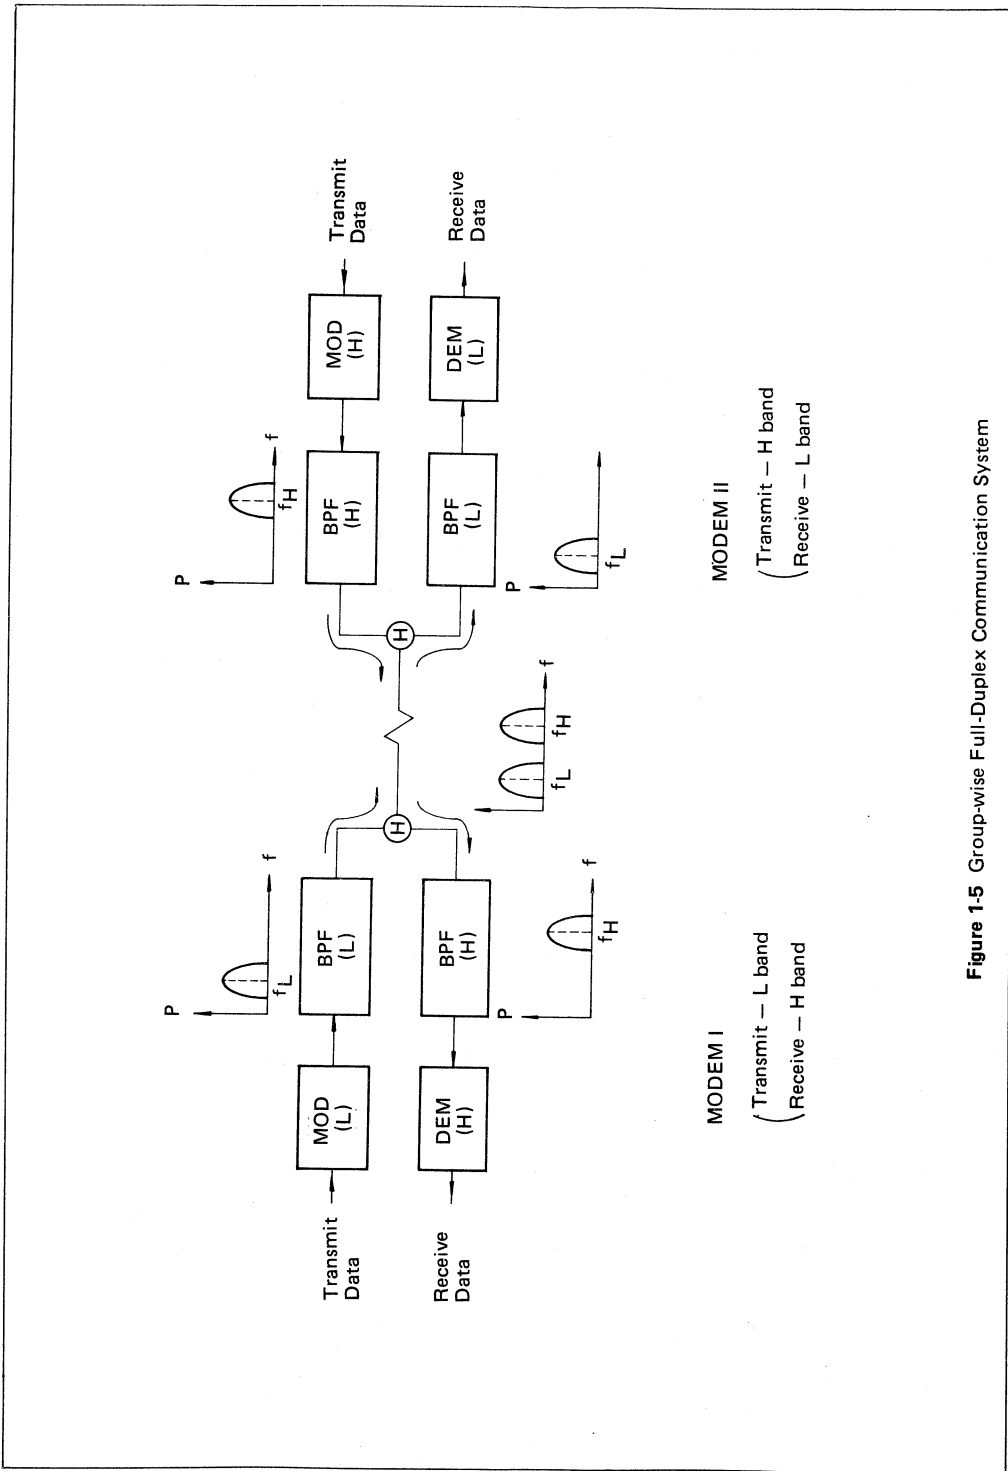 P
f
fL
P
f
fH
Transmit
Data
MOD
(L)
BPF
(L)
BPF
(H)
MOD
(H)
Transmit
Data
H
H
Receive
Data
DEM
(H)
BPF
(H)
BPF
(L)
DEM
(L)
Receive
Data
P
f
fH
f
fL fH
P
fL
MODEM I
(Transmit — L band
Receive — H band
MODEM II
(Transmit — H band
Receive — L band
Figure 1-5 Group-wise Full-Duplex Communication System